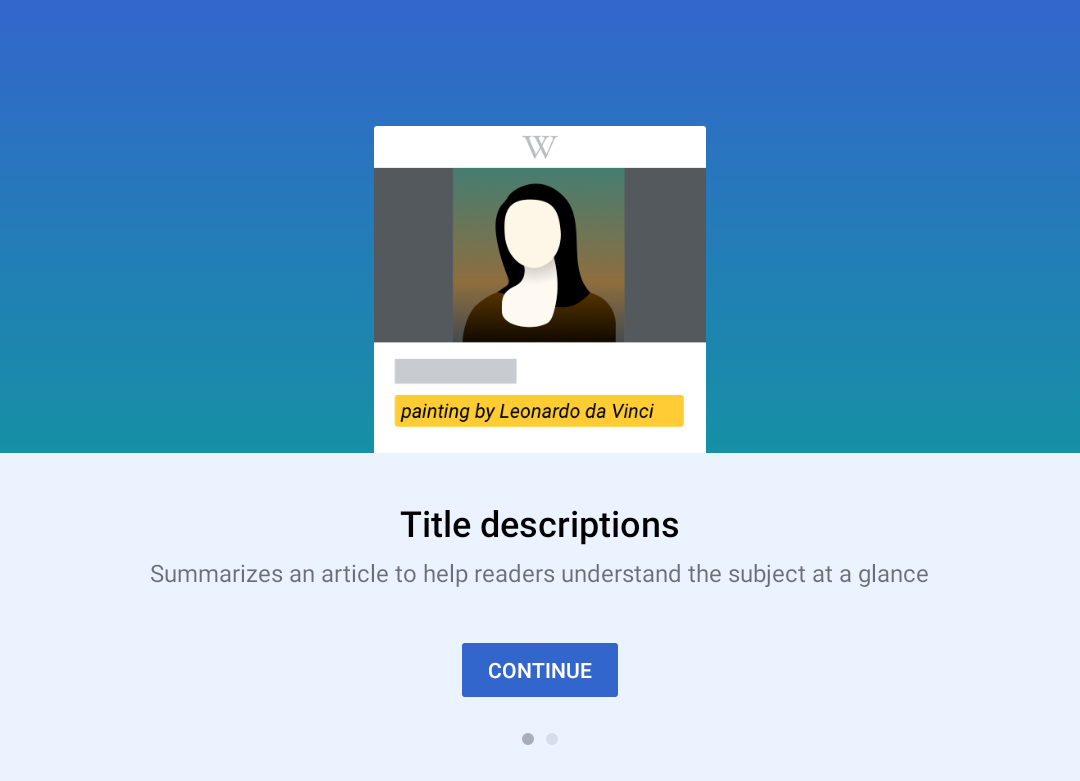 W
painting by Leonardo da Vinci
Title descriptions
Summarizes an article to help readers understand the subject at a glance
CONTINUE